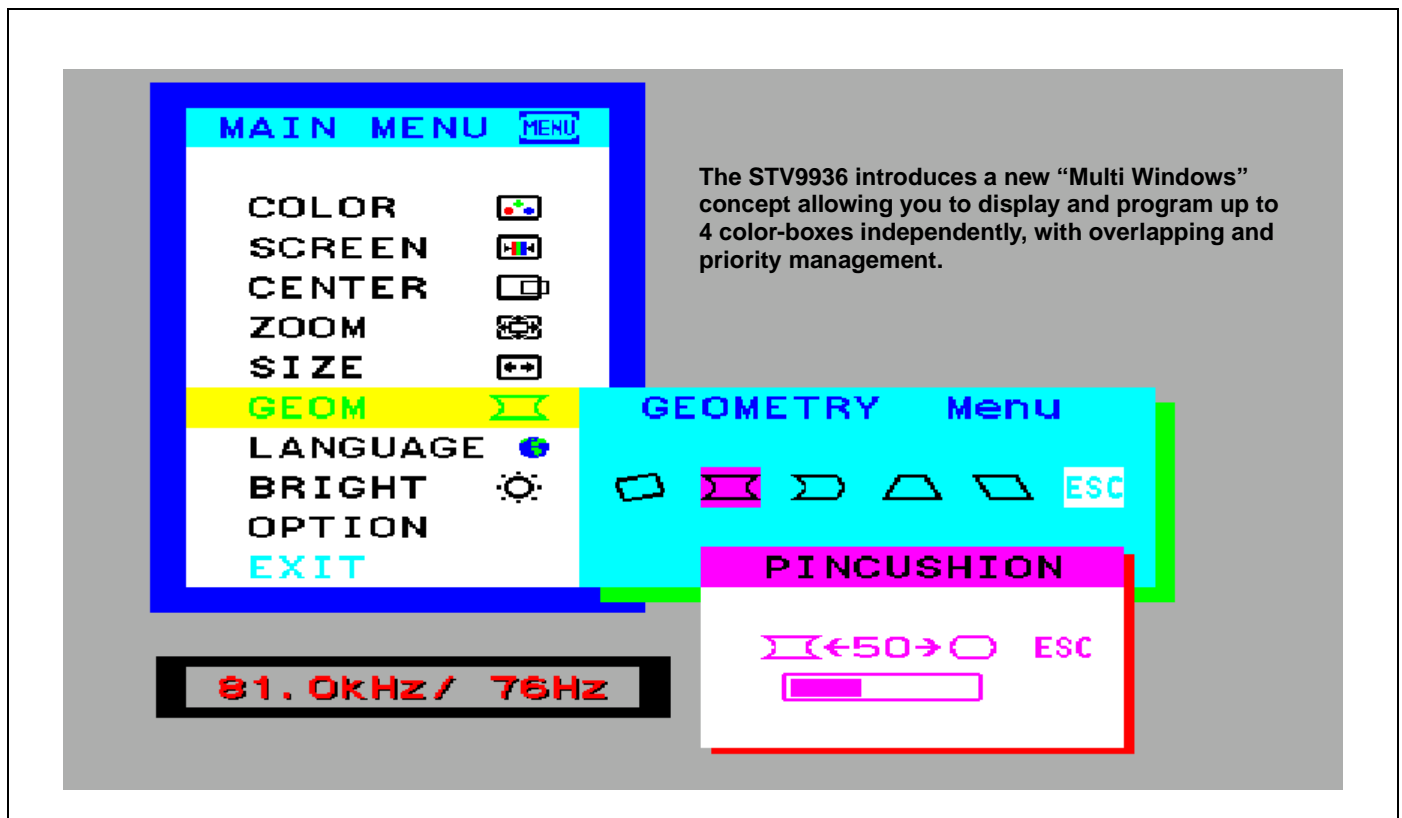 MAIN MENU MENU
COLOR
SCREEN
CENTER
ZOOM
SIZE
GEOM
LANGUAGE
BRIGHT
OPTION
EXIT
The STV9936 introduces a new “Multi Windows”
concept allowing you to display and program up to
4 color-boxes independently, with overlapping and
priority management.
GEOMETRY Menu
ESC
PINCUSHION
←50→ ESC
81.0KHz/ 76Hz